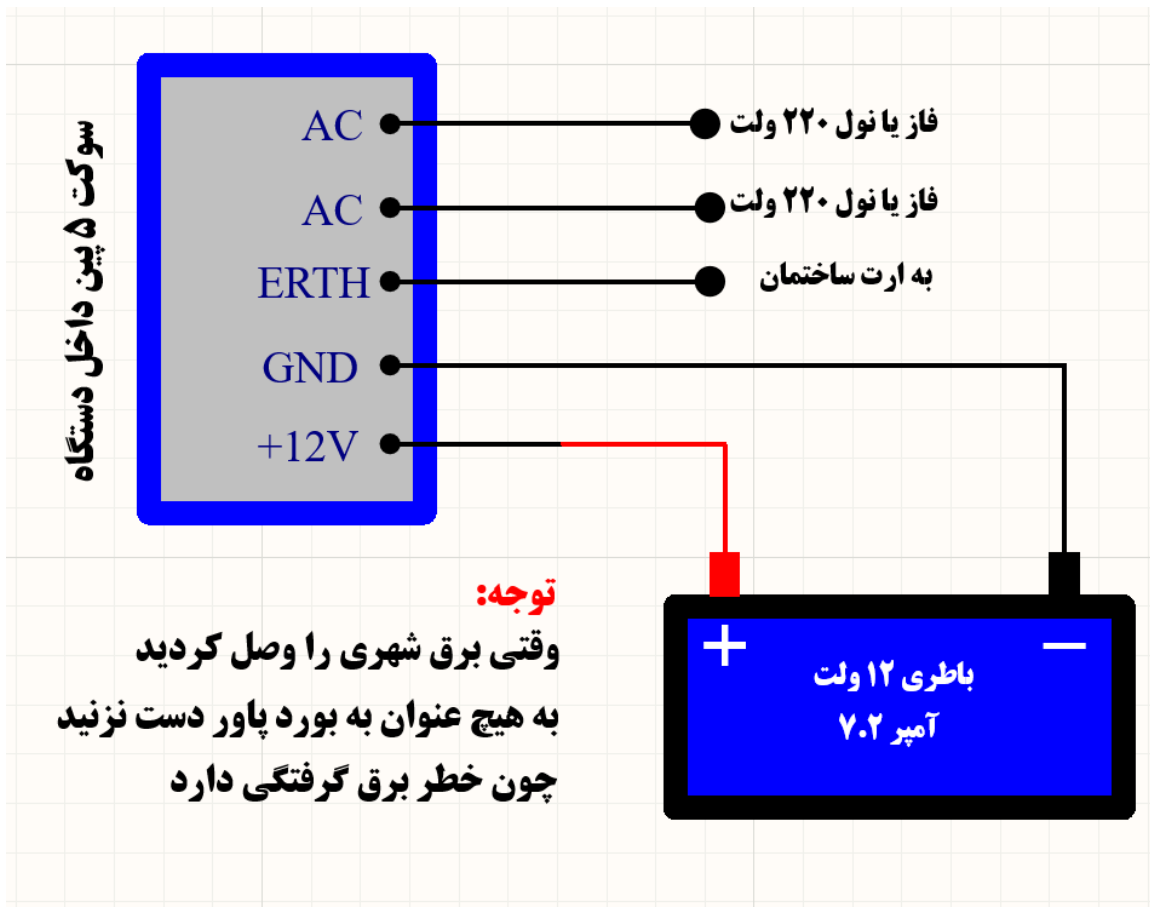 سوکت ۵ پین داخل دستگاه
AC
فاز یا نول ۲۲۰ ولت
AC
فاز یا نول ۲۲۰ ولت
ERTH
به ارت ساختمان
GND
+12V
توجه:
وقتی برق شهری را وصل کردید
به هیچ عنوان به بورد پاور دست نزنید
چون خطر برق گرفتگی دارد
+
−
باطری ۱۲ ولت
آمپر ۷.۲